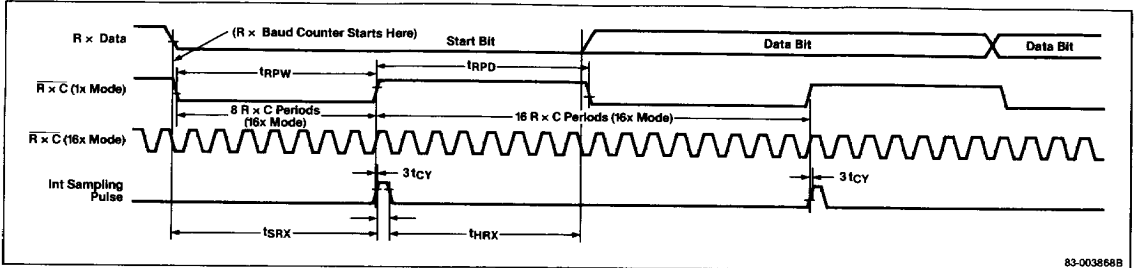 R × Data
(R × Baud Counter Starts Here)
Start Bit
Data Bit
Data Bit
tRPW
tRPD
R × C (1x Mode)
8 R × C Periods
(16x Mode)
16 R × C Periods (16x Mode)
R × C (16x Mode)
3tCY
3tCY
Int Sampling
Pulse
tSRX
tHRX
83-003868B